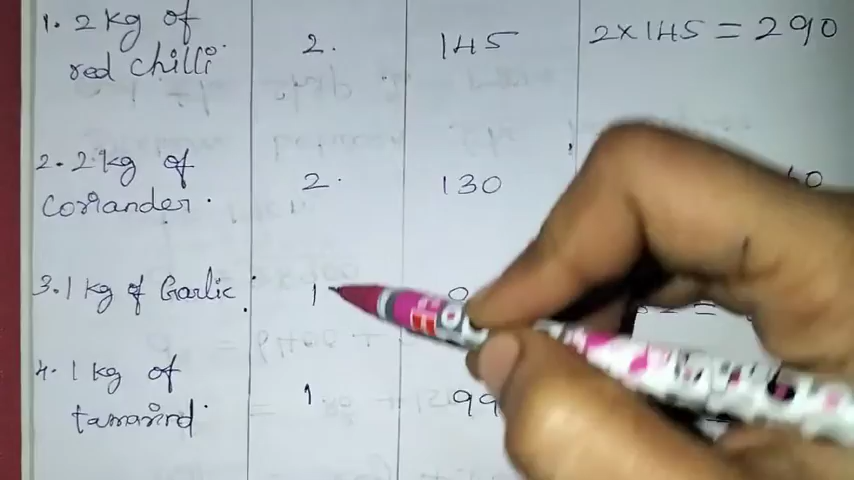 1. 2 kg of
red chilli 2. 145 2×145 = 290
2. 2 kg of
coriander. 2. 130
3. 1 kg of Garlic. 1
4. 1 kg of
tamarind 1. 99